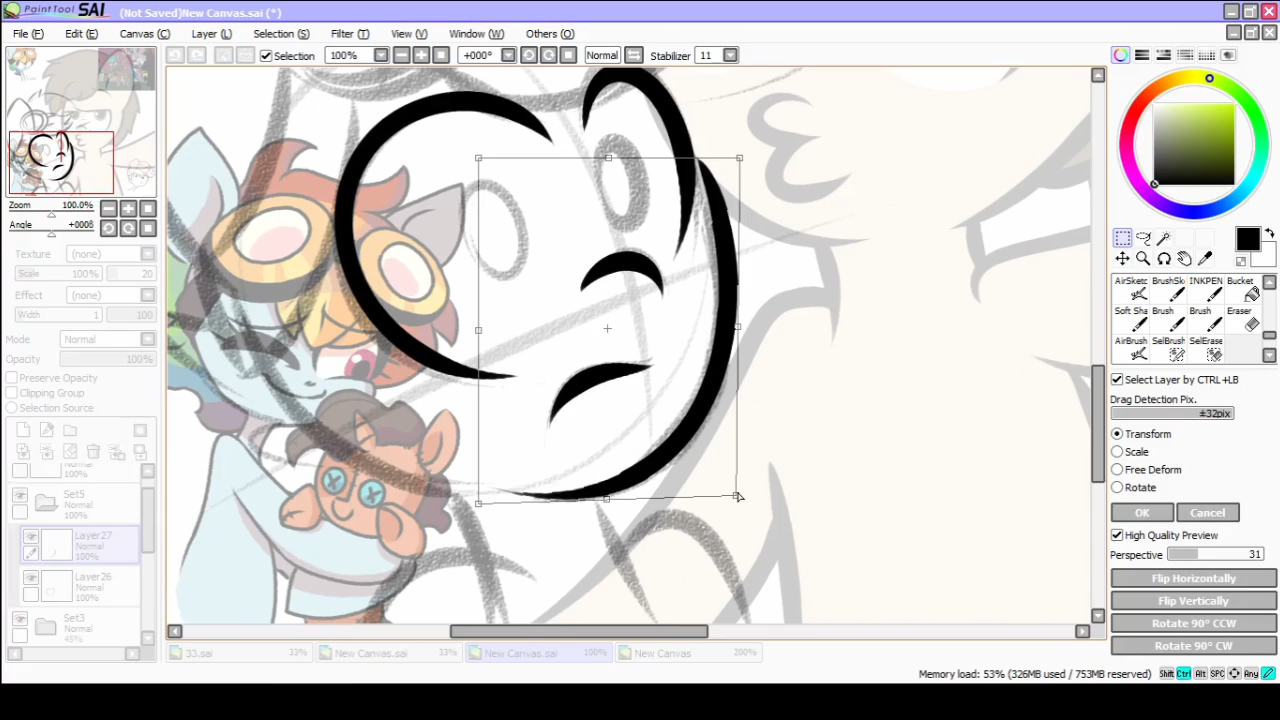 PaintTool SAI (Not Saved)New Canvas.sai (*)
File (F) Edit (E) Canvas (C) Layer (L) Selection (S) Filter (T) View (V) Window (W) Others (O)
Selection 100% +000° Normal Stabilizer 11
Zoom 100.0%
Angle +000°
Texture (none)
Scale 100% 20
Effect (none)
Width 1 100
Mode Normal
Opacity 100%
Preserve Opacity
Clipping Group
Selection Source
Normal
100%
Set5
Normal
100%
Layer27
Normal
100%
Layer26
Normal
100%
Set3
Normal
45%
AirSketc BrushSk INKPEN Bucket
Soft Sha Brush Brush Eraser
AirBrush SelBrush SelErase
Select Layer by CTRL+LB
Drag Detection Pix.
±32pix
Transform
Scale
Free Deform
Rotate
OK Cancel
High Quality Preview
Perspective 31
Flip Horizontally
Flip Vertically
Rotate 90° CCW
Rotate 90° CW
33.sai 33% New Canvas.sai 33% New Canvas.sai 100% New Canvas 200%
Memory load: 53% (326MB used / 753MB reserved) Shift Ctrl Alt SPC Any